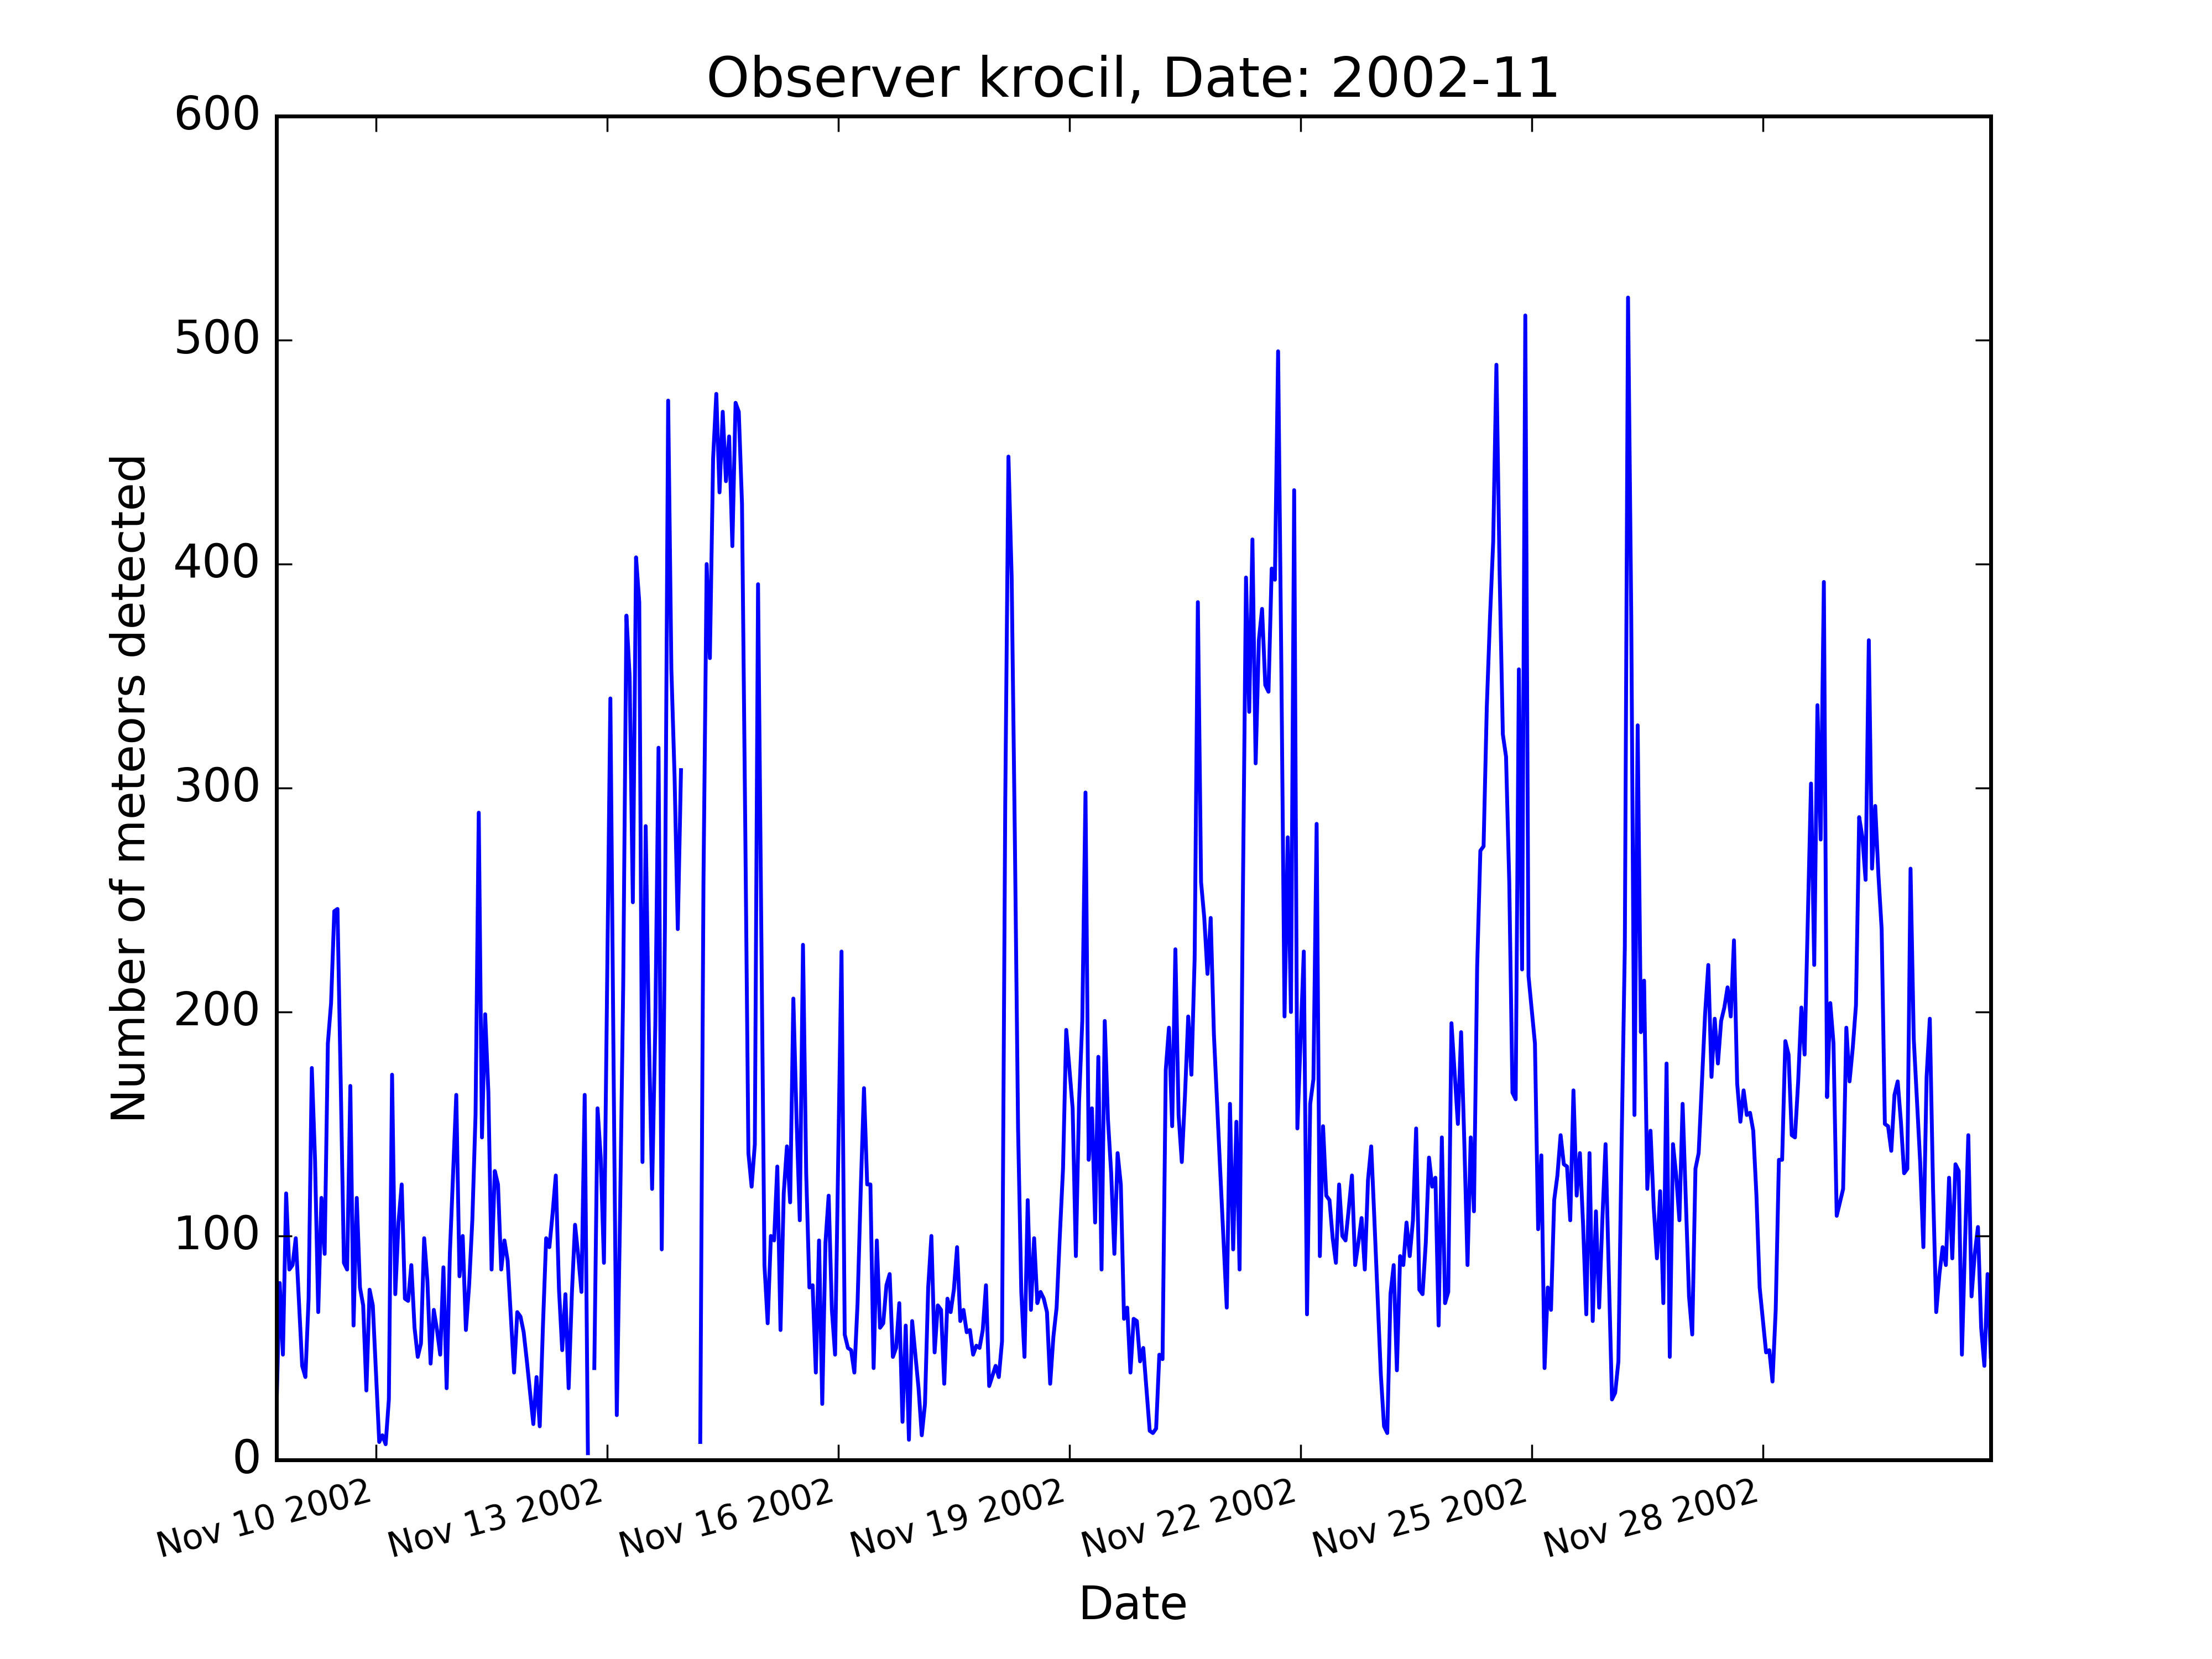 Observer krocil, Date: 2002-11
Number of meteors detected
600
500
400
300
200
100
0
Nov 10 2002
Nov 13 2002
Nov 16 2002
Nov 19 2002
Nov 22 2002
Nov 25 2002
Nov 28 2002
Date